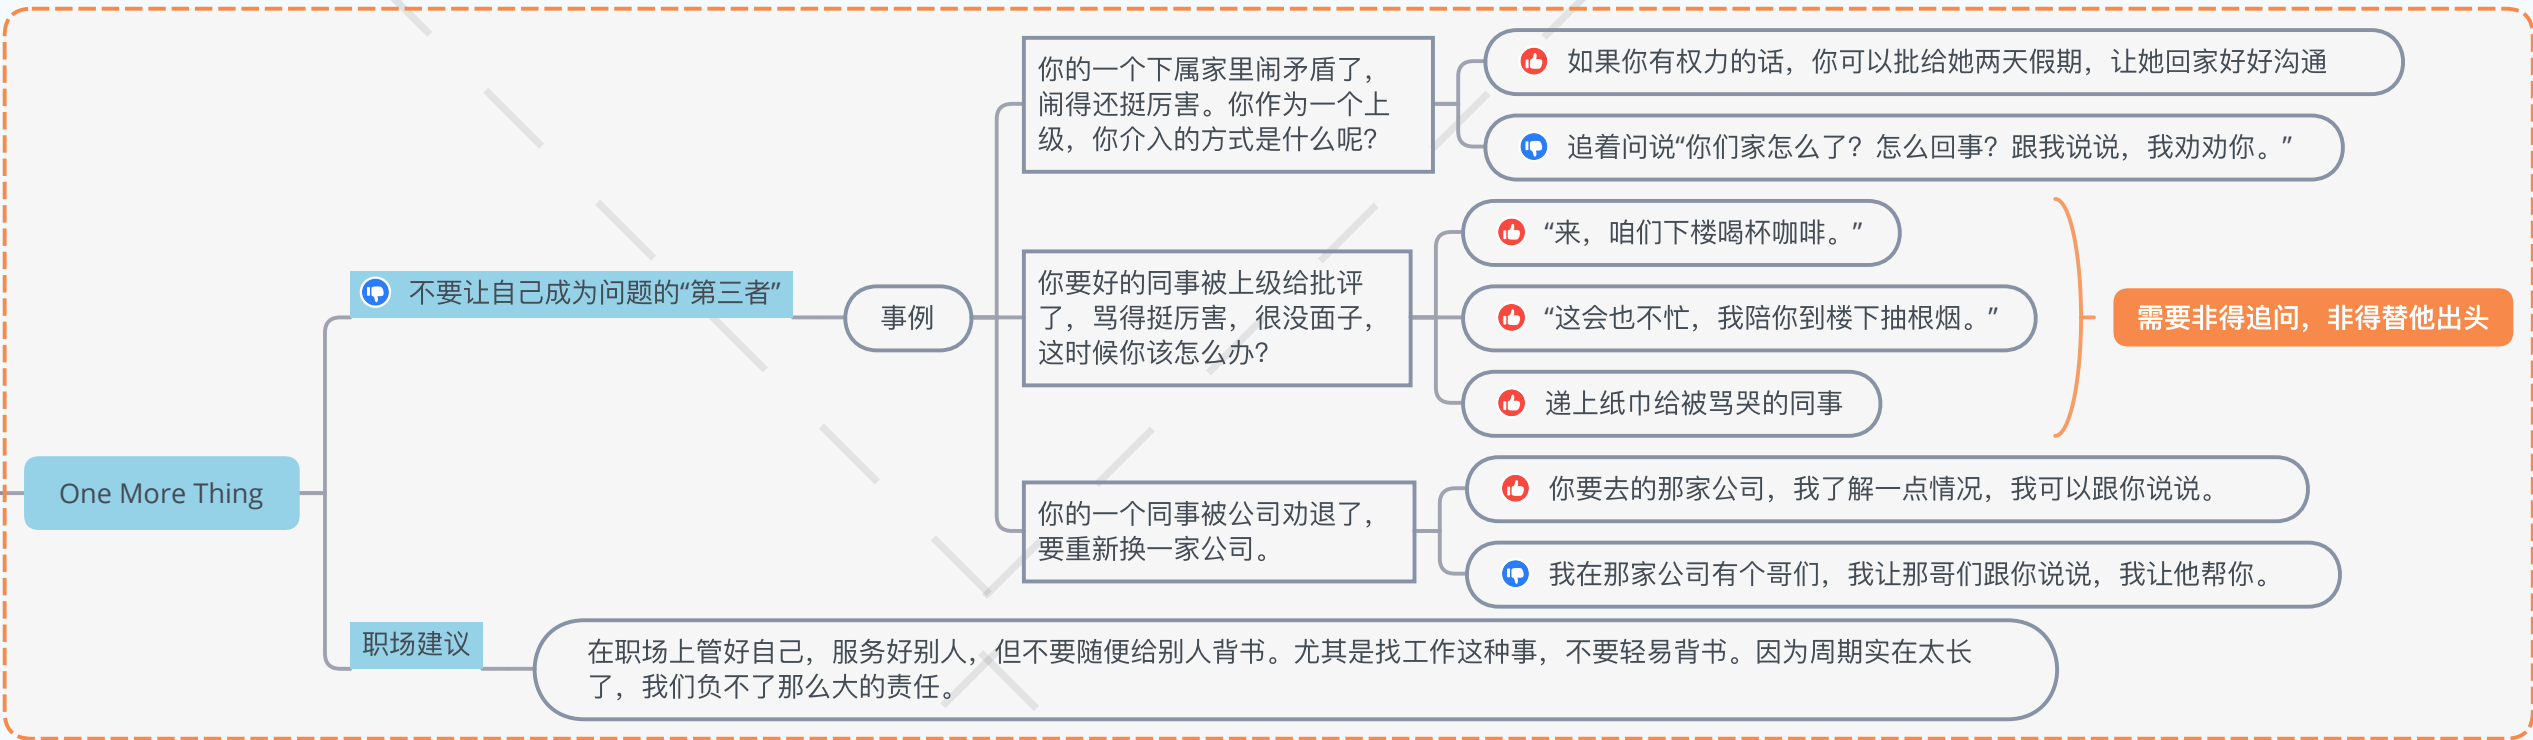 你的一个下属家里闹矛盾了，
闹得还挺厉害。你作为一个上
级，你介入的方式是什么呢？
如果你有权力的话，你可以批给她两天假期，让她回家好好沟通
追着问说“你们家怎么了？怎么回事？跟我说说，我劝劝你。”
不要让自己成为问题的“第三者”
事例
你要好的同事被上级给批评
了，骂得挺厉害，很没面子，
这时候你该怎么办？
“来，咱们下楼喝杯咖啡。”
“这会也不忙，我陪你到楼下抽根烟。”
递上纸巾给被骂哭的同事
需要非得追问，非得替他出头
One More Thing
你的一个同事被公司劝退了，
要重新换一家公司。
你要去的那家公司，我了解一点情况，我可以跟你说说。
我在那家公司有个哥们，我让那哥们跟你说说，我让他帮你。
职场建议
在职场上管好自己，服务好别人，但不要随便给别人背书。尤其是找工作这种事，不要轻易背书。因为周期实在太长
了，我们负不了那么大的责任。